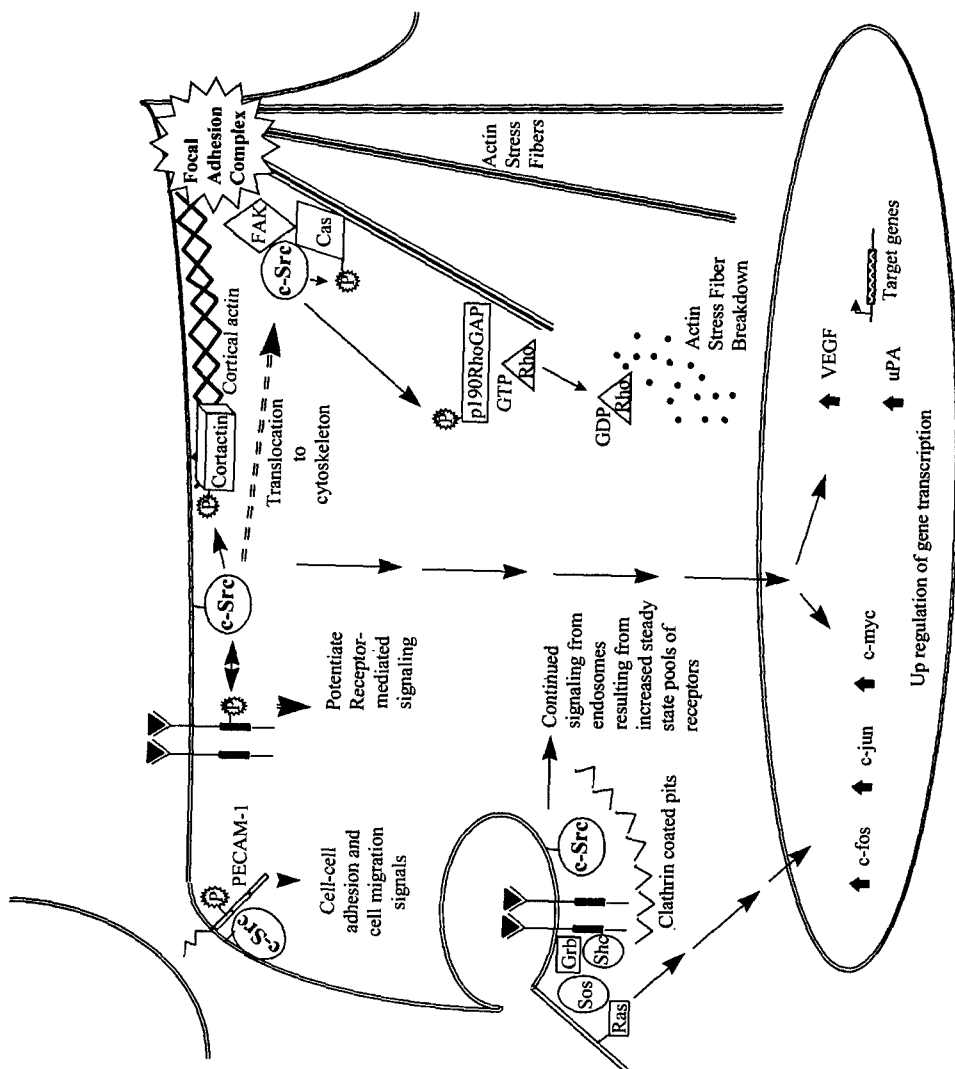 Focal
Adhesion
Complex
Cortical actin
Cortactin
P
c-Src
Translocation
to
cytoskeleton
FAK
Cas
c-Src
P
Actin
Stress
Fibers
P
p190RhoGAP
GTP
Rho
GDP
Rho
Actin
Stress Fiber
Breakdown
P
Potentiate
Receptor-
mediated
signaling
PECAM-1
P
c-Src
Cell-cell
adhesion and
cell migration
signals
Continued
signaling from
endosomes
resulting from
increased steady
state pools of
receptors
c-Src
Clathrin coated pits
Grb
Shc
Sos
Ras
c-fos
c-jun
c-myc
VEGF
uPA
Target genes
Up regulation of gene transcription